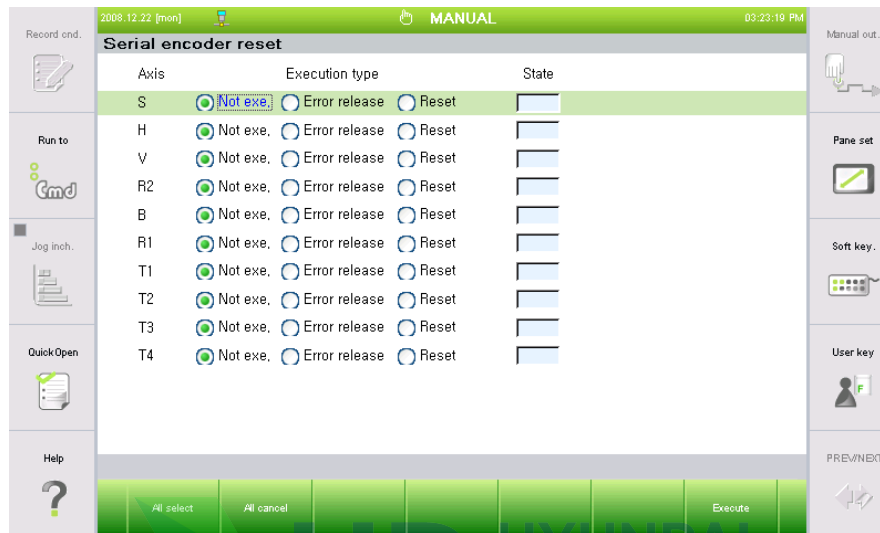 2008.12.22 [mon] MANUAL 03:23:19 PM
Record cnd.
Manual out.
Serial encoder reset
Axis Execution type State
S Not exe, Error release Reset
H Not exe, Error release Reset
Run to
Pane set
V Not exe, Error release Reset
Cmd
R2 Not exe, Error release Reset
B Not exe, Error release Reset
R1 Not exe, Error release Reset
Jog inch.
Soft key.
T1 Not exe, Error release Reset
T2 Not exe, Error release Reset
T3 Not exe, Error release Reset
T4 Not exe, Error release Reset
QuickOpen
User key
F
Help
PREV/NEXT
?
All select All cancel Execute
HYUNDAI